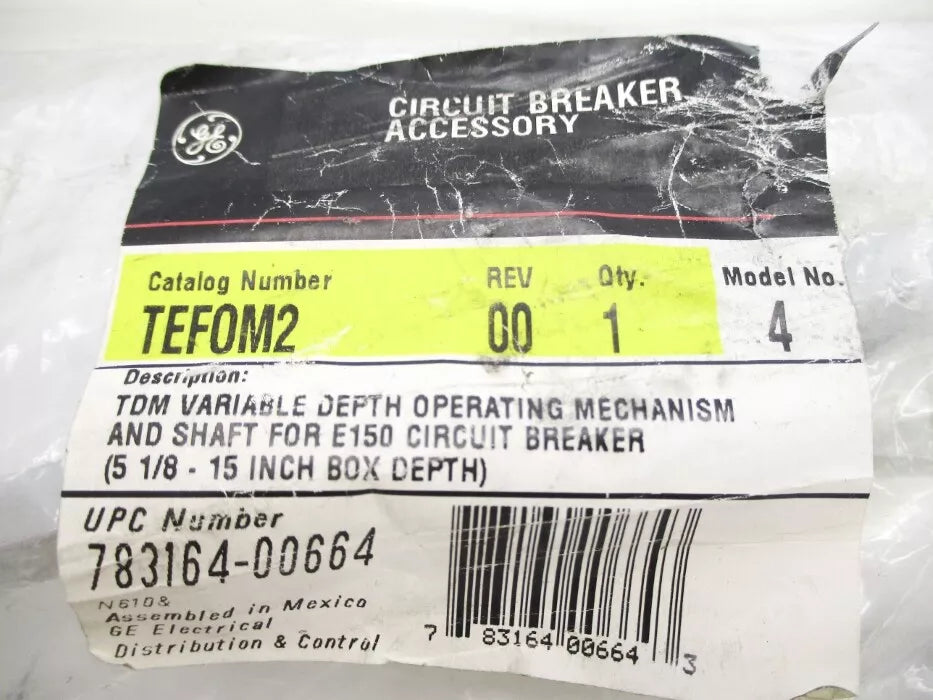 GE
CIRCUIT BREAKER
ACCESSORY
Catalog Number REV Qty. Model No.
TEFOM2 00 1 4
Description:
TDM VARIABLE DEPTH OPERATING MECHANISM
AND SHAFT FOR E150 CIRCUIT BREAKER
(5 1/8 - 15 INCH BOX DEPTH)
UPC Number
783164-00664
Assembled in Mexico
GE Electrical
Distribution & Control
7 83164 00664 3